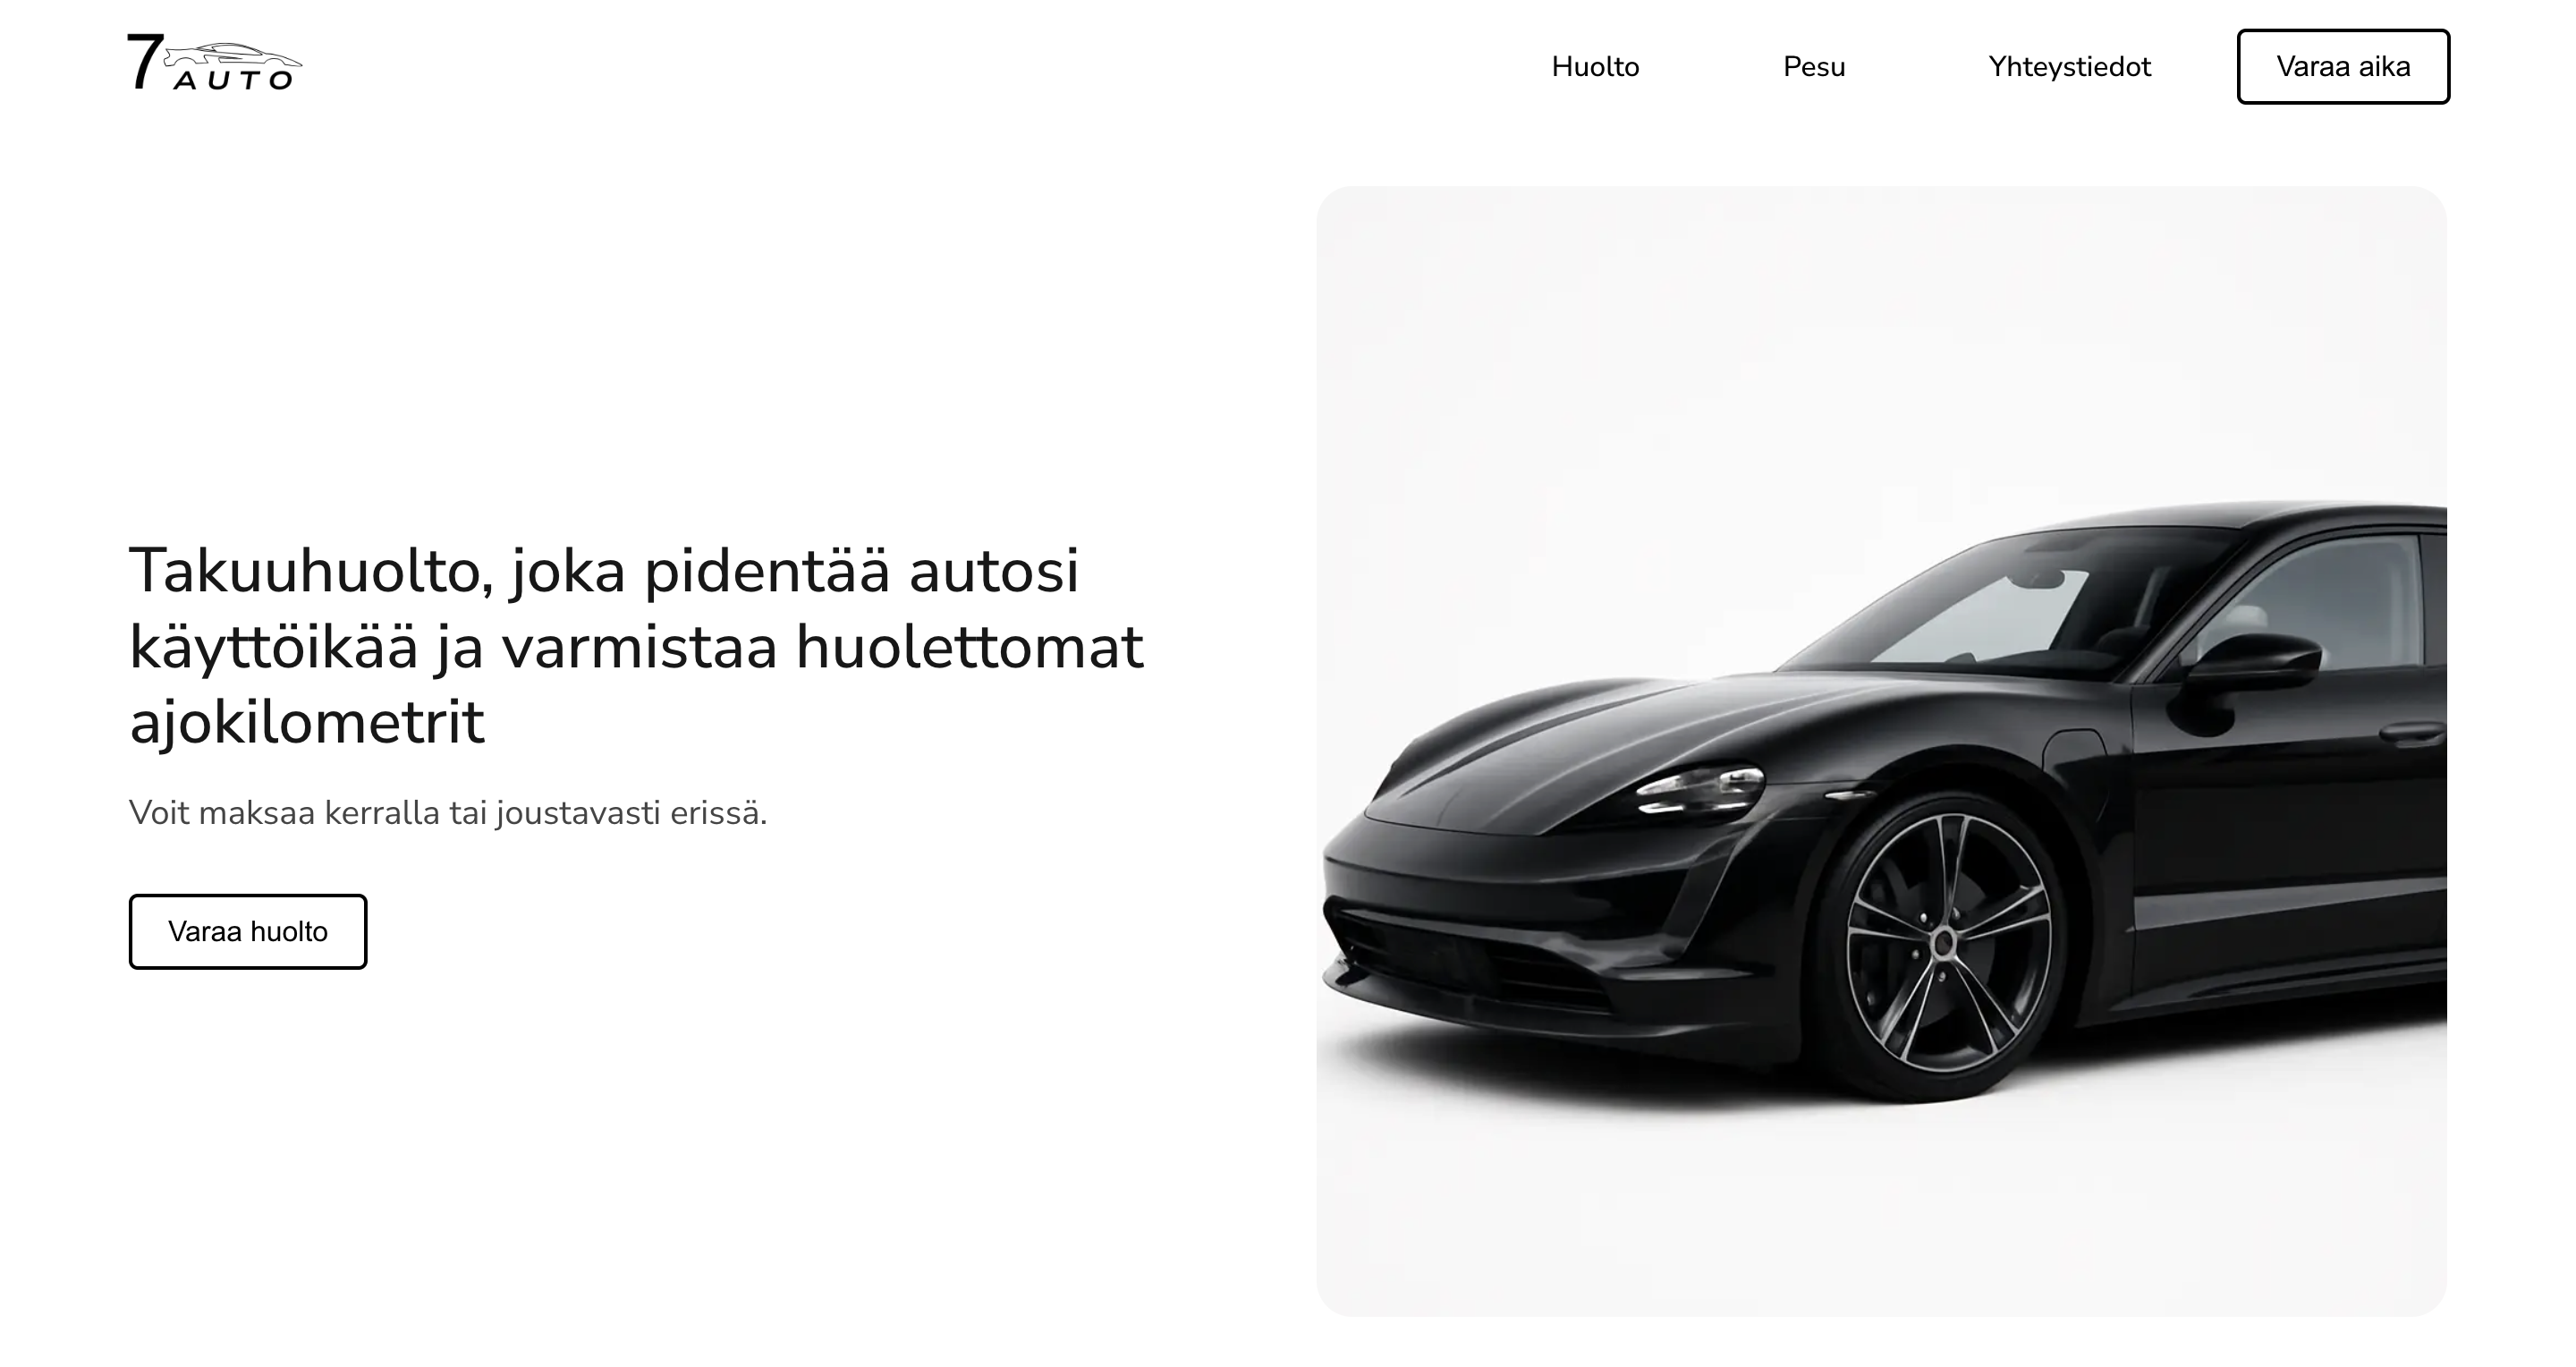 7 AUTO
Huolto
Pesu
Yhteystiedot
Varaa aika
Takuuhuolto, joka pidentää autosi
käyttöikää ja varmistaa huolettomat
ajokilometrit
Voit maksaa kerralla tai joustavasti erissä.
Varaa huolto